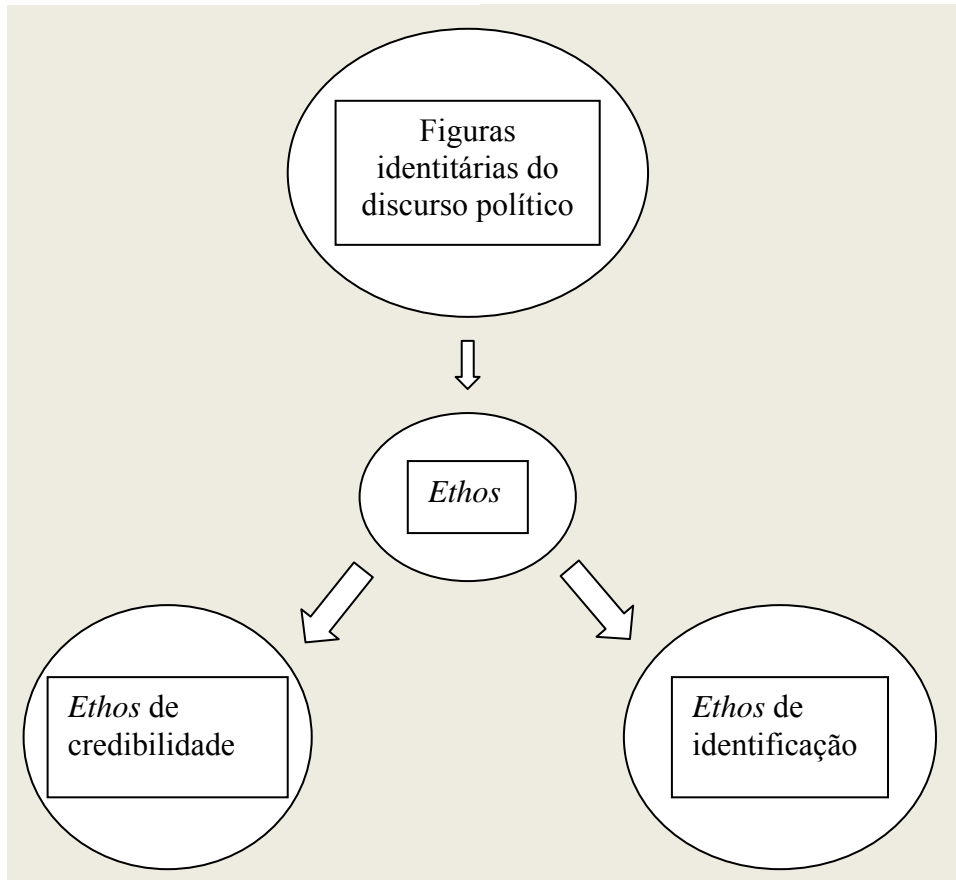 Figuras
identitárias do
discurso político
Ethos
Ethos de
credibilidade
Ethos de
identificação